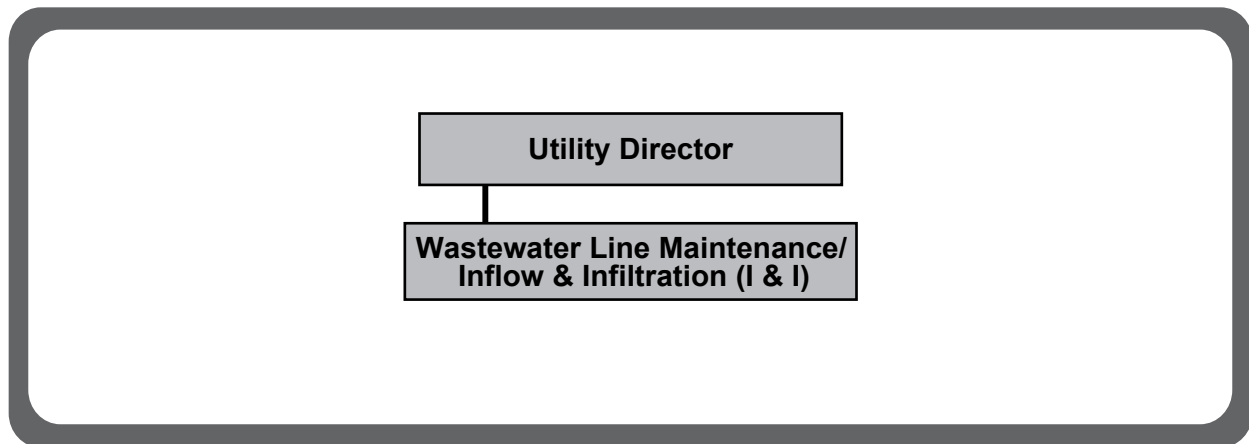 Utility Director
Wastewater Line Maintenance/
Inflow & Infiltration (I & I)